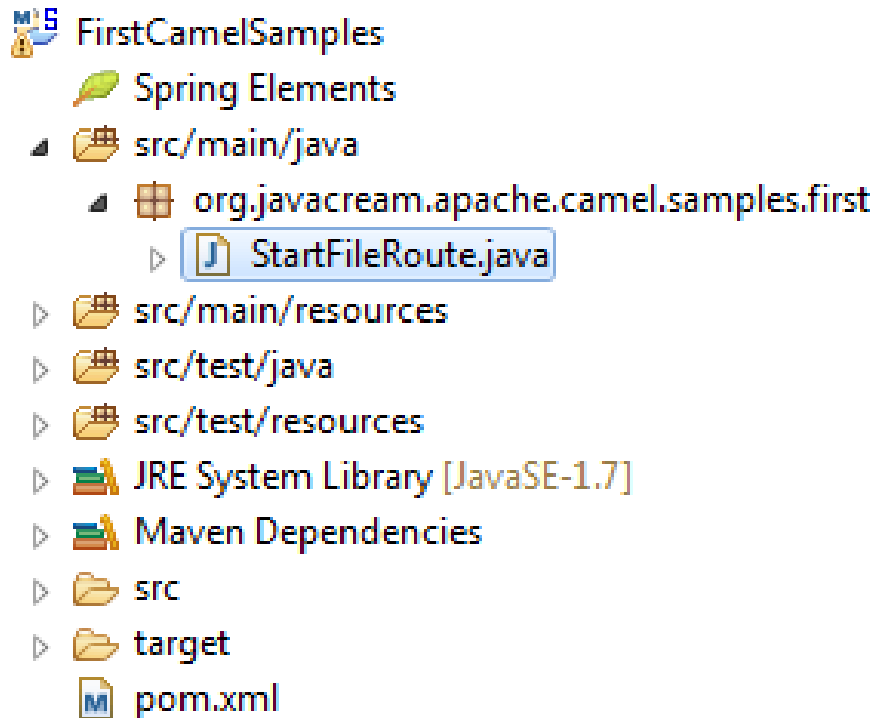 FirstCamelSamples
Spring Elements
src/main/java
org.javacream.apache.camel.samples.first
StartFileRoute.java
src/main/resources
src/test/java
src/test/resources
JRE System Library [JavaSE-1.7]
Maven Dependencies
src
target
pom.xml